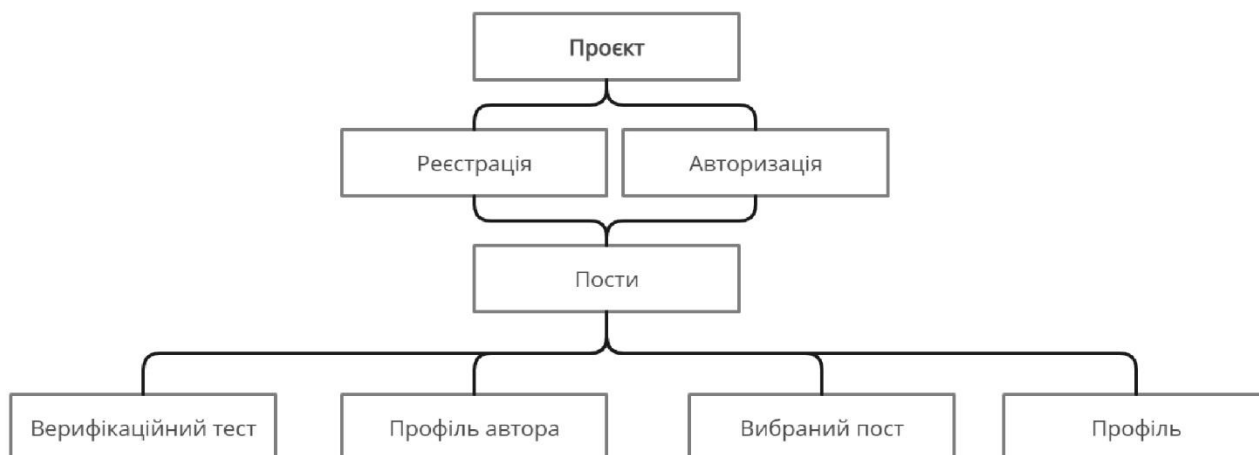 Проєкт
Реєстрація
Авторизація
Пости
Верифікаційний тест
Профіль автора
Вибраний пост
Профіль